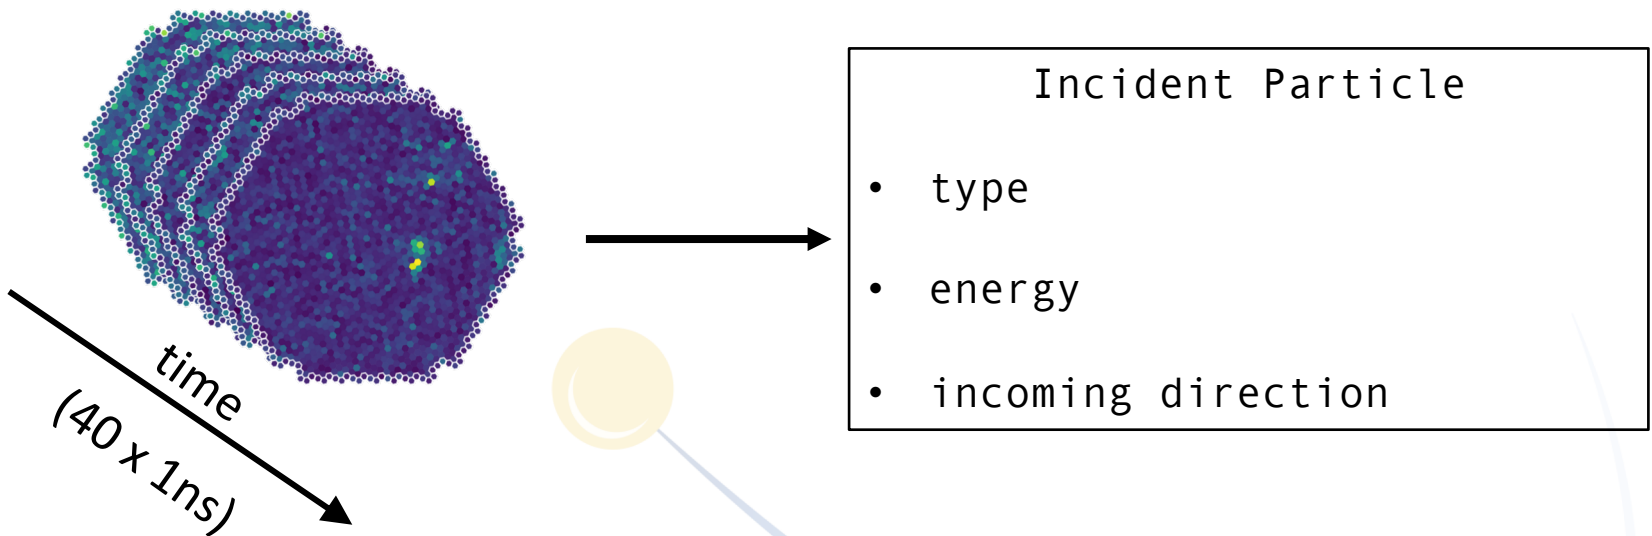 time
(40 x 1ns)
Incident Particle
• type
• energy
• incoming direction